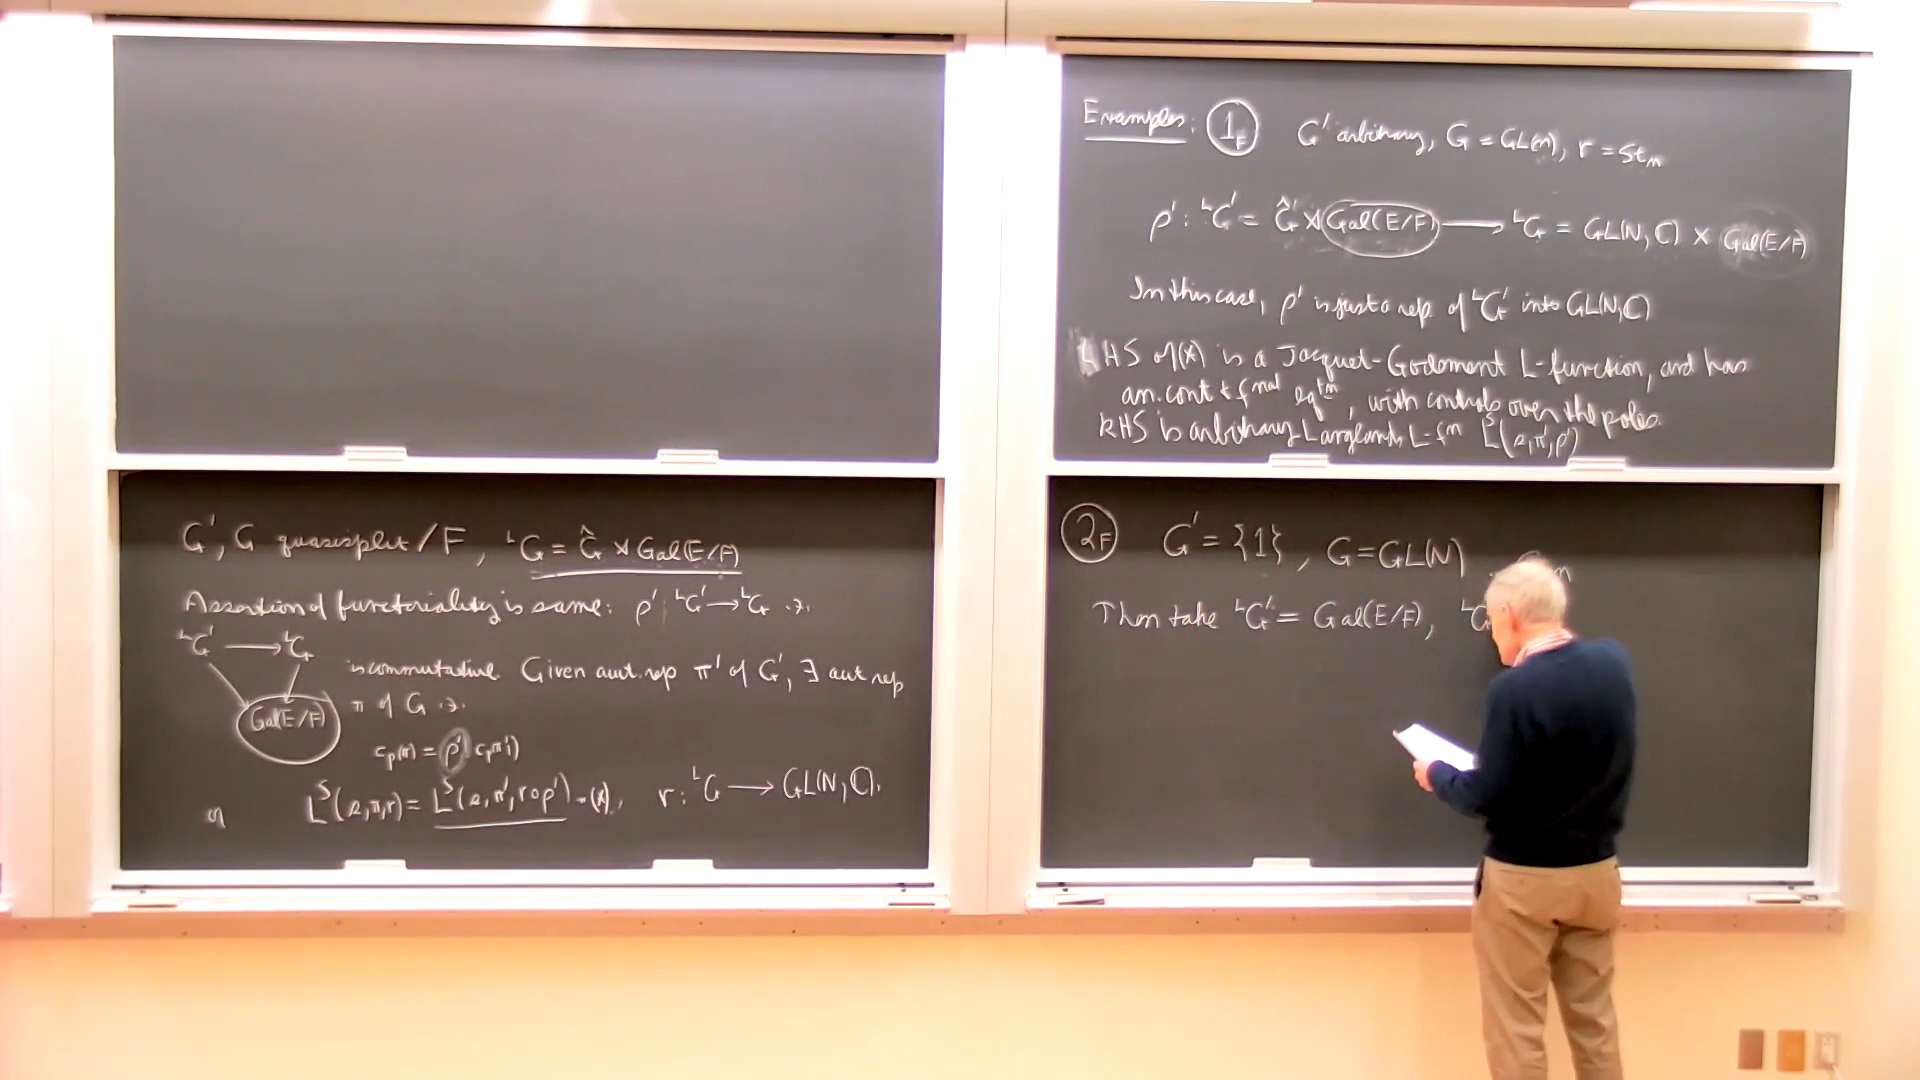 G', G quasisplit / F, ᴸG = Ĝ ⋊ Gal(E/F)
Assertion of functoriality is same: ρ': ᴸG' → ᴸG .∋.
ᴸG' → ᴸG
is commutative. Given aut. rep π' of G', ∃ aut rep
Gal(E/F)
π of G .∋.
c_p(π) = ρ'(c_p(π'))
L^S(s, π, r) = L^S(s, π', r∘ρ') - (*), r: ᴸG → GL(N, C).
Examples: 1_F G' arbitrary, G = GL(n), r = St_n
ρ': ᴸG' = Ĝ' ⋊ Gal(E/F) → ᴸG = GL(N, C) × Gal(E/F)
In this case, ρ' is just a rep. of ᴸG' into GL(N, C)
LHS of (*) is a Jacquet-Godement L-function, and has
an. cont & f^nal eq^tn, with controls over the poles.
RHS is arbitrary Langlands L-f^n L^S(s, π', ρ')
2_F G' = {1}, G = GL(N)
Then take ᴸG' = Gal(E/F), ᴸG